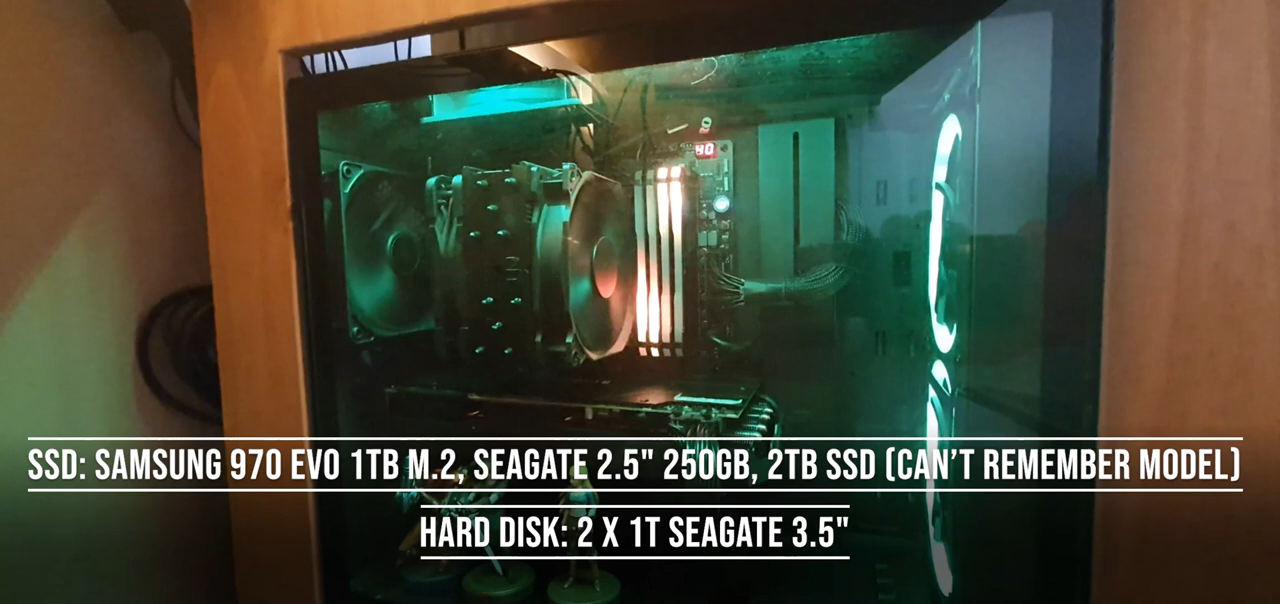 40
SSD: SAMSUNG 970 EVO 1TB M.2, SEAGATE 2.5" 250GB, 2TB SSD (CAN'T REMEMBER MODEL)
HARD DISK: 2 X 1T SEAGATE 3.5"